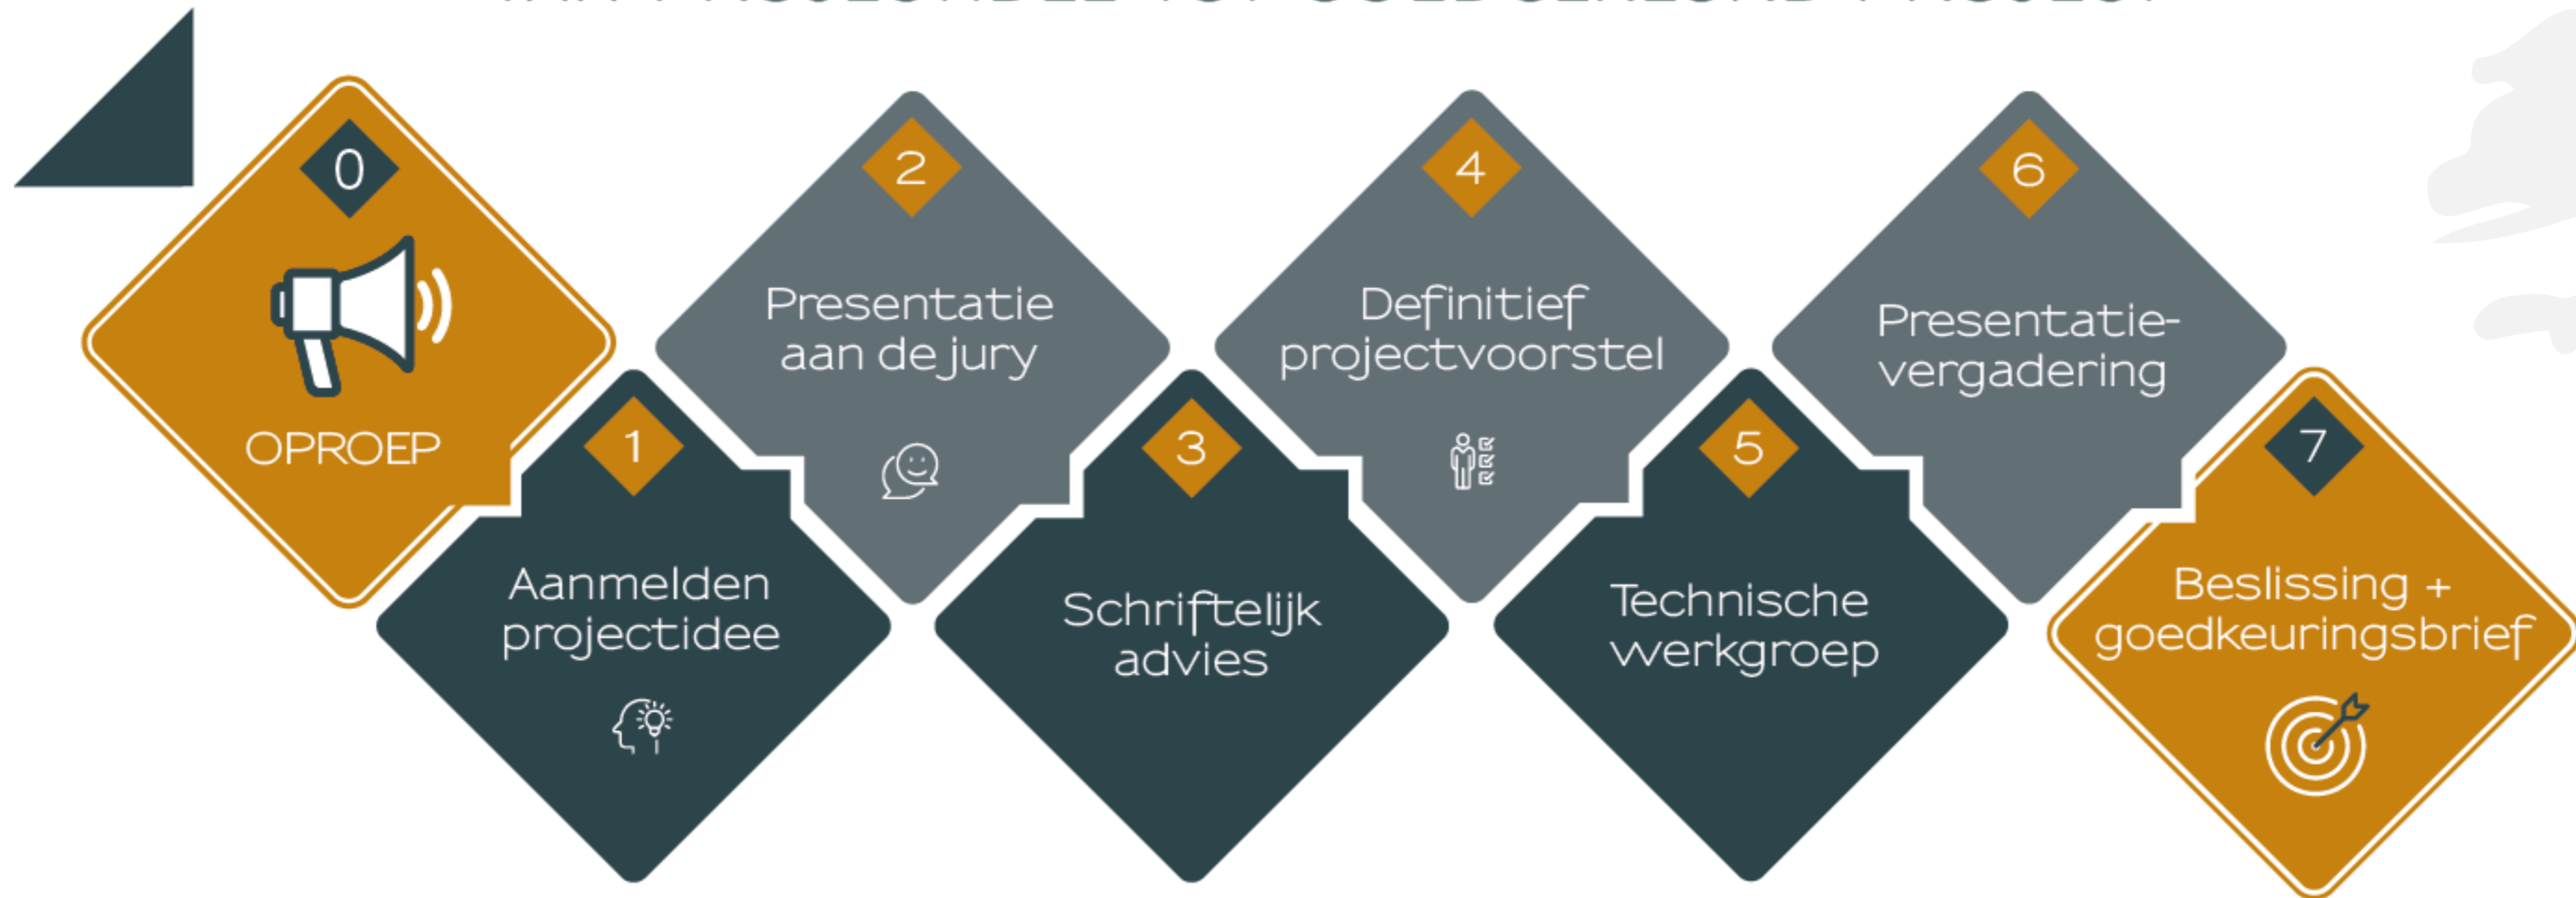 0
OPROEP
1
Aanmelden
projectidee
2
Presentatie
aan de jury
3
Schriftelijk
advies
4
Definitief
projectvoorstel
5
Technische
werkgroep
6
Presentatie-
vergadering
7
Beslissing +
goedkeuringsbrief